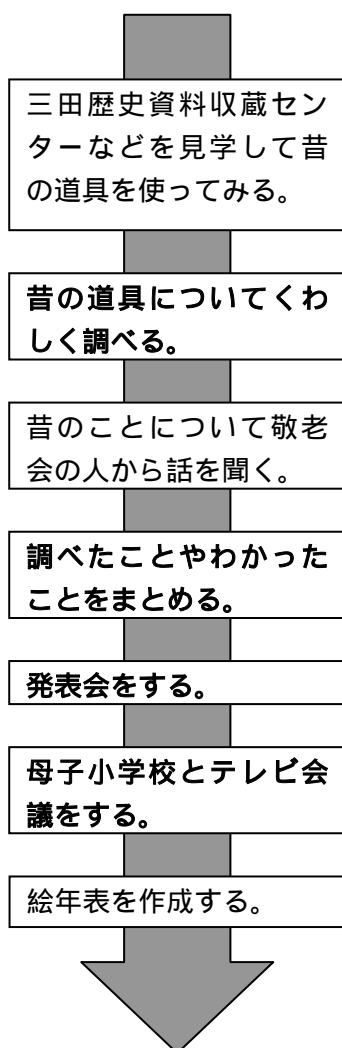 三田歴史資料収蔵セン
ターなどを見学して昔
の道具を使ってみる。
昔の道具についてくわ
しく調べる。
昔のことについて敬老
会の人から話を聞く。
調べたことやわかった
ことをまとめる。
発表会をする。
母子小学校とテレビ会
議をする。
絵年表を作成する。